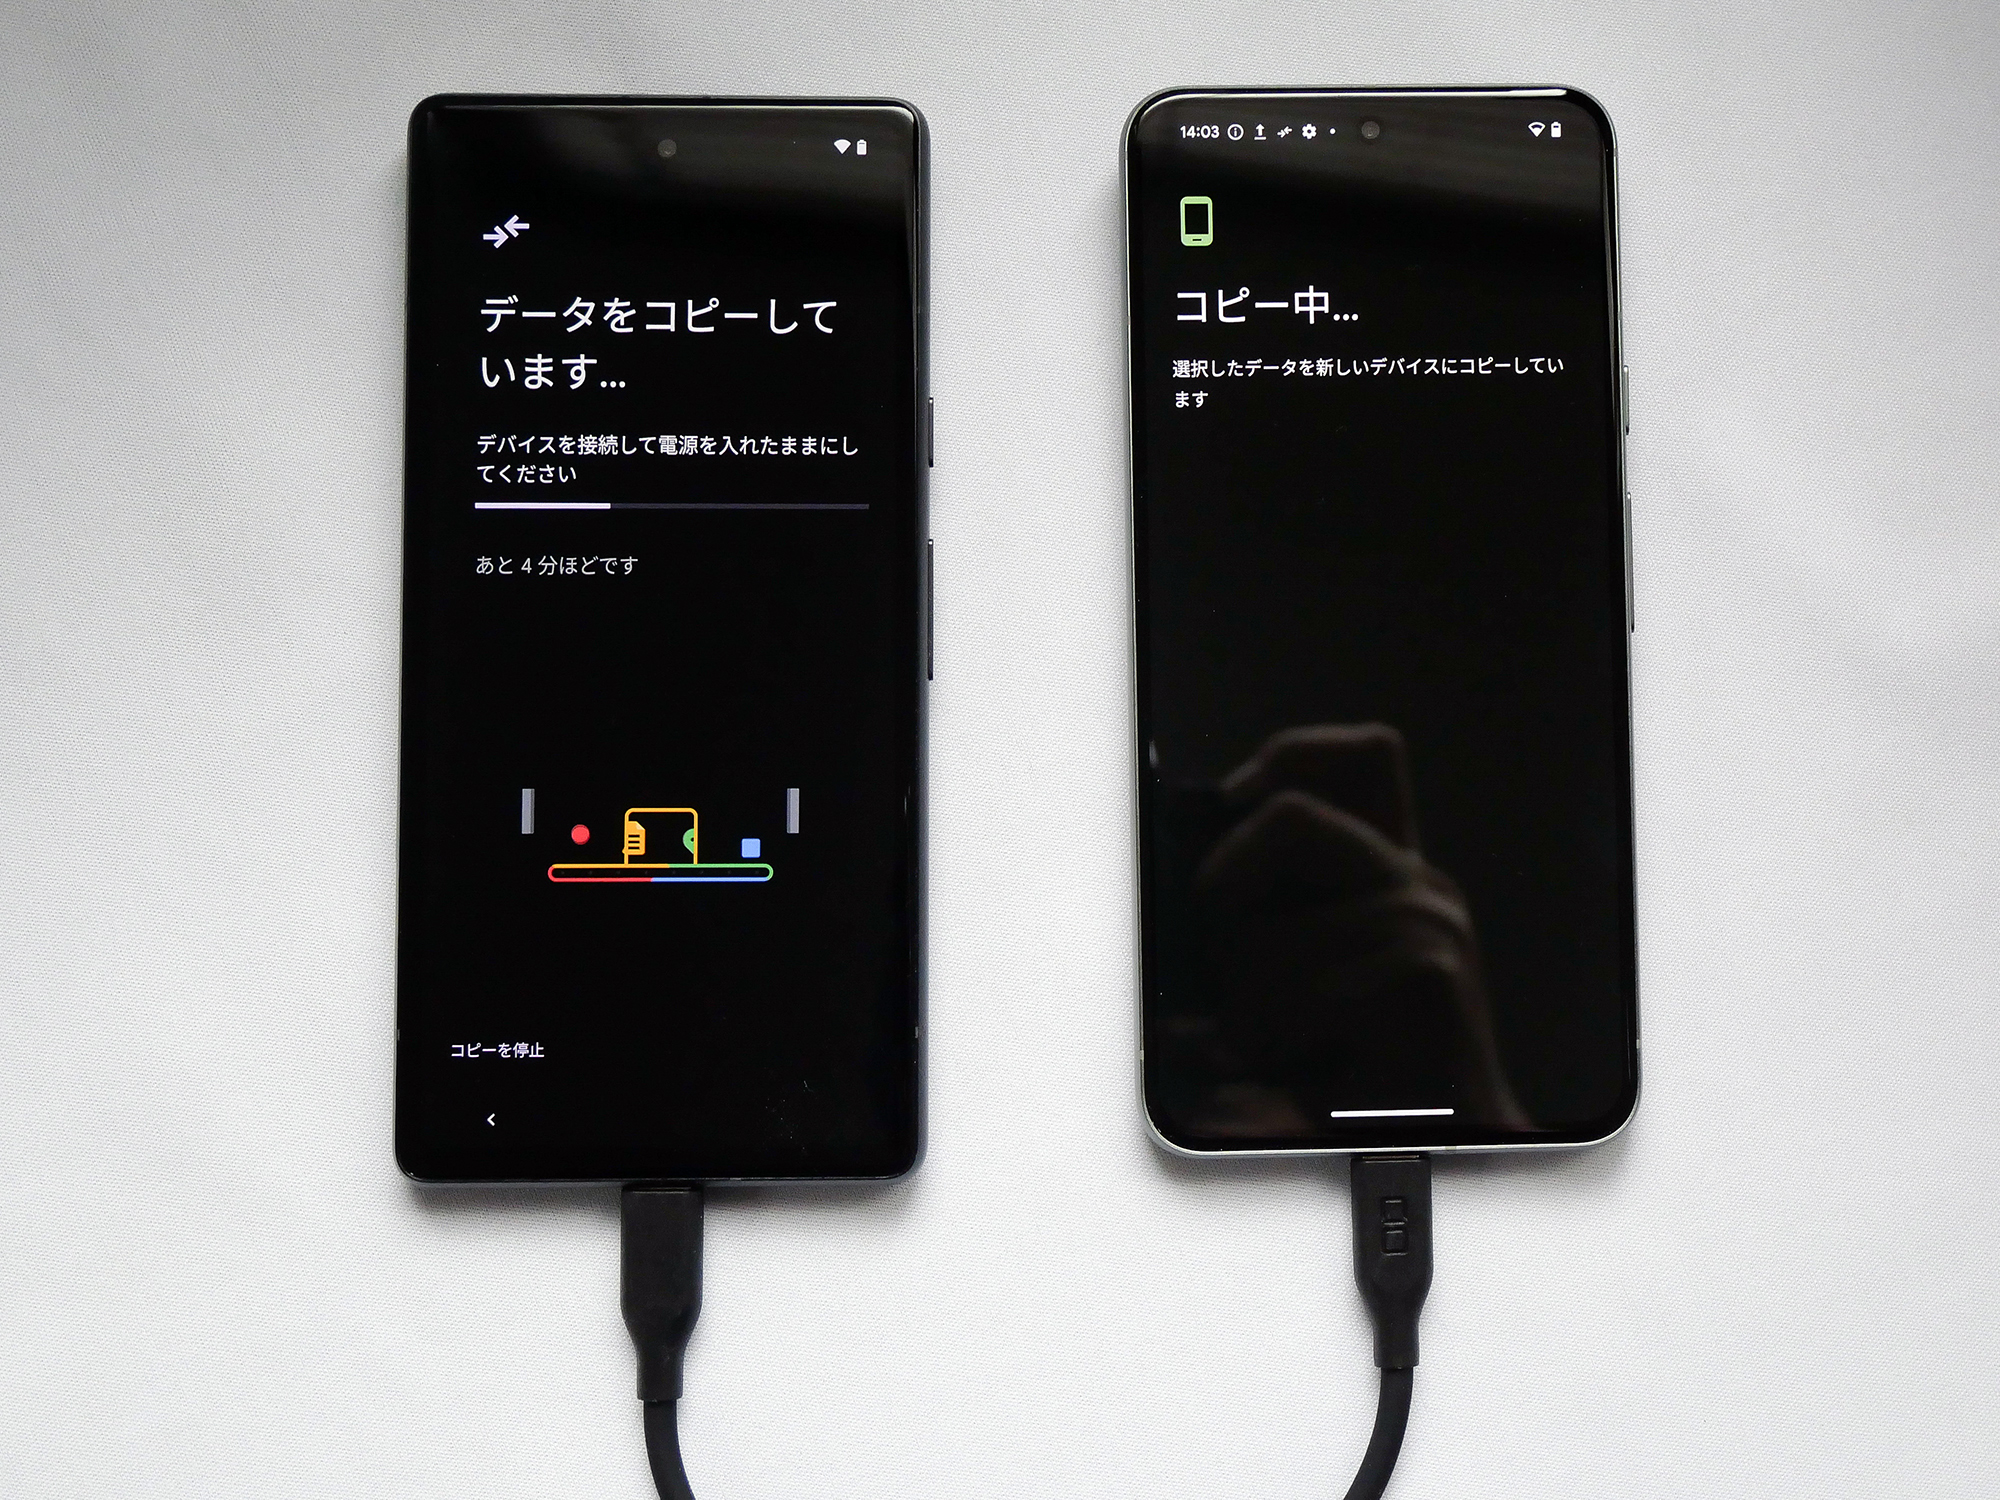 データをコピーして
います...
デバイスを接続して電源を入れたままにし
てください
あと 4 分ほどです
コピーを停止
14:03
コピー中...
選択したデータを新しいデバイスにコピーしてい
ます